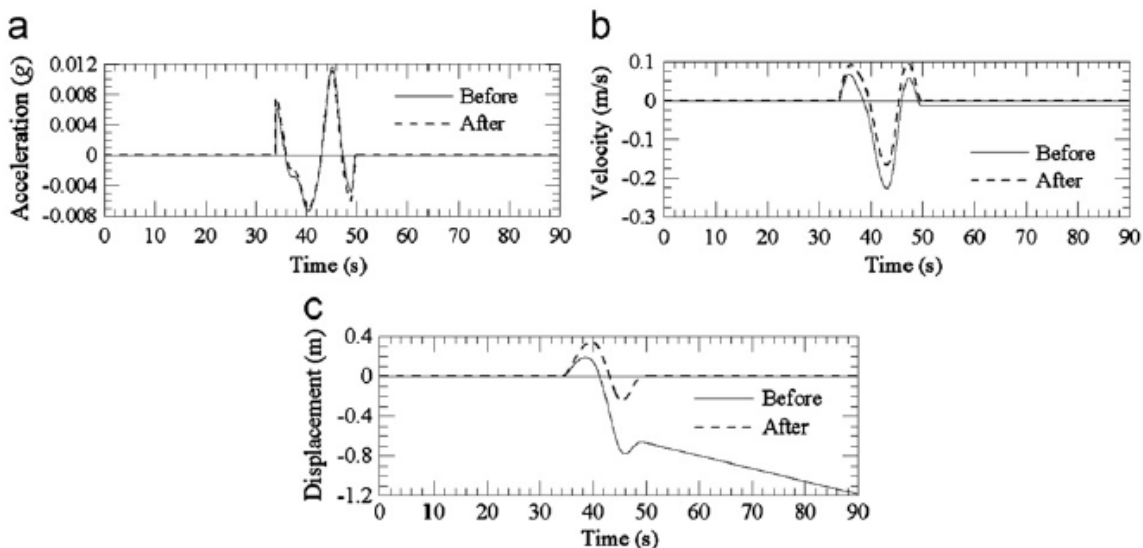 a
Acceleration (g)
0.012
0.008
0.004
0
-0.004
-0.008
Before
After
0 10 20 30 40 50 60 70 80 90
Time (s)
b
Velocity (m/s)
0.1
0
-0.1
-0.2
-0.3
Before
After
0 10 20 30 40 50 60 70 80 90
Time (s)
c
Displacement (m)
0.4
0
-0.4
-0.8
-1.2
Before
After
0 10 20 30 40 50 60 70 80 90
Time (s)